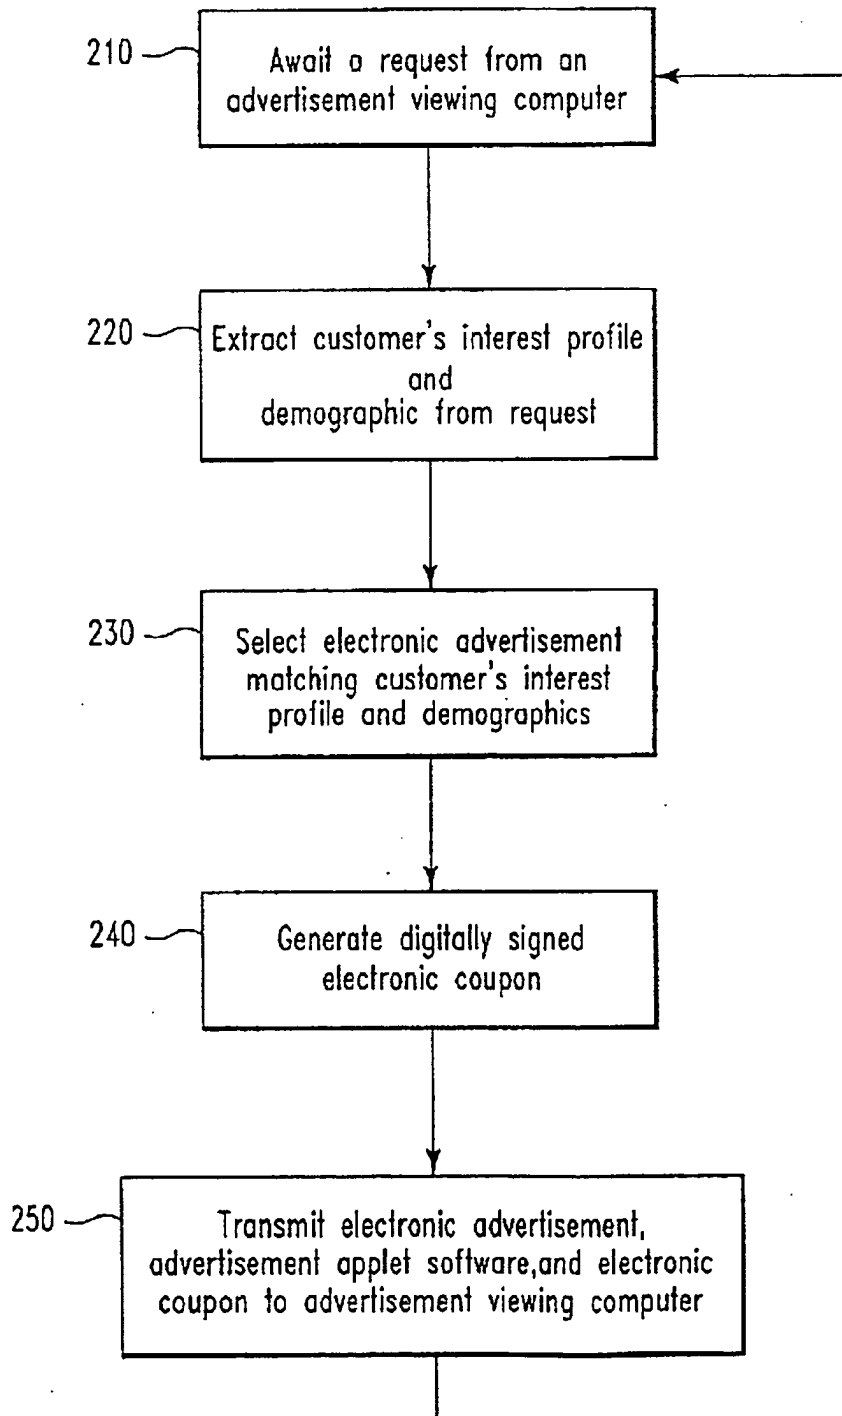 210
Await a request from an
advertisement viewing computer
220
Extract customer's interest profile
and
demographic from request
230
Select electronic advertisement
matching customer's interest
profile and demographics
240
Generate digitally signed
electronic coupon
250
Transmit electronic advertisement,
advertisement applet software,and electronic
coupon to advertisement viewing computer